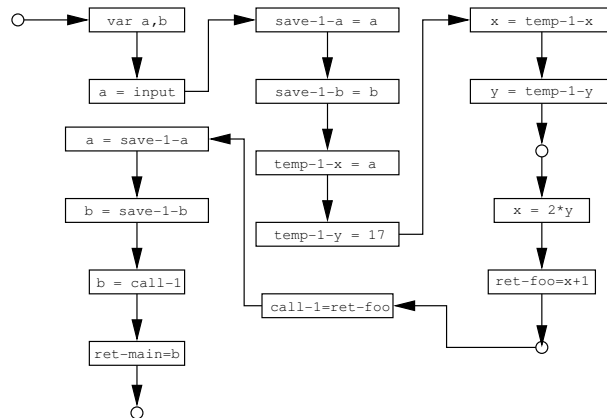 var a,b
a = input
save-1-a = a
save-1-b = b
temp-1-x = a
temp-1-y = 17
x = temp-1-x
y = temp-1-y
x = 2*y
ret-foo=x+1
call-1=ret-foo
a = save-1-a
b = save-1-b
b = call-1
ret-main=b